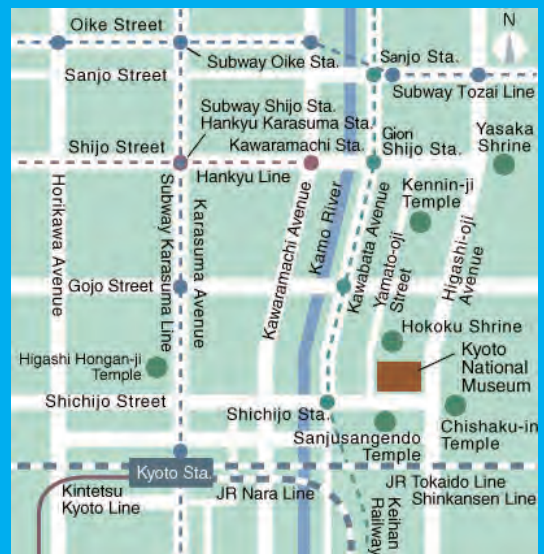 Oike Street
N
Sanjo Sta.
Subway Oike Sta.
Sanjo Street
Subway Tozai Line
Subway Shijo Sta.
Hankyu Karasuma Sta.
Kawaramachi Sta.
Gion
Shijo Sta.
Yasaka
Shrine
Shijo Street
Hankyu Line
Kennin-ji
Temple
Horikawa Avenue
Subway Karasuma Line
Karasuma Avenue
Kawaramachi Avenue
Kamo River
Kawabata Avenue
Yamato-oji
Street
Higashi-oji
Avenue
Gojo Street
Hokoku Shrine
Higashi Hongan-ji
Temple
Kyoto
National
Museum
Shichijo Street
Shichijo Sta.
Sanjusangendo
Temple
Chishaku-in
Temple
Kyoto Sta.
Kintetsu
Kyoto Line
JR Nara Line
Keihan
Railway
JR Tokaido Line
Shinkansen Line